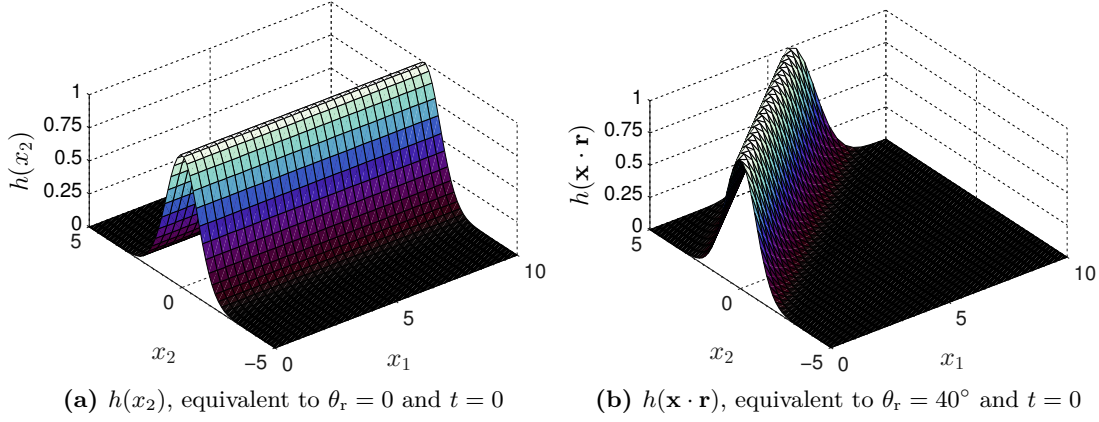 1
0.75
0.5
0.25
0
5
0
−5
0
5
10
h(x₂)
x₂
x₁
1
0.75
0.5
0.25
0
5
0
−5
0
5
10
h(𝐱 · 𝐫)
x₂
x₁
(a) h(x₂), equivalent to θᵣ = 0 and t = 0
(b) h(𝐱 · 𝐫), equivalent to θᵣ = 40° and t = 0